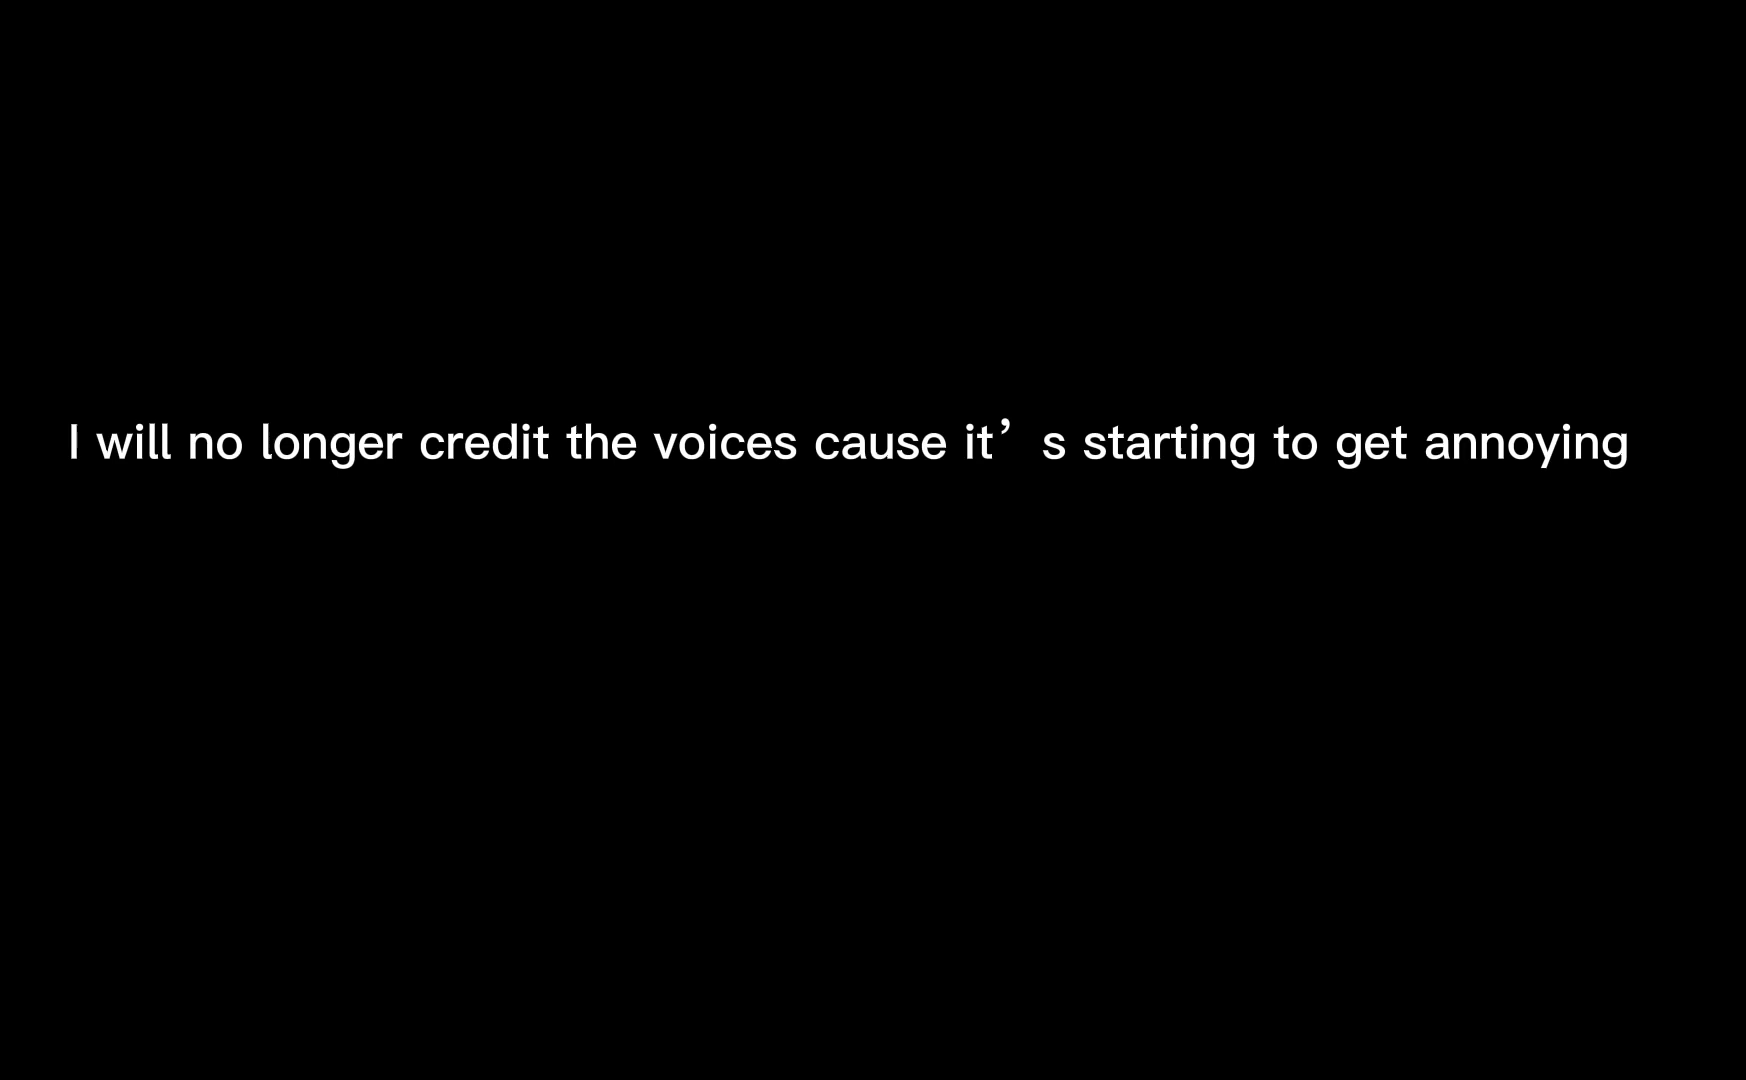 I will no longer credit the voices cause it’s starting to get annoying